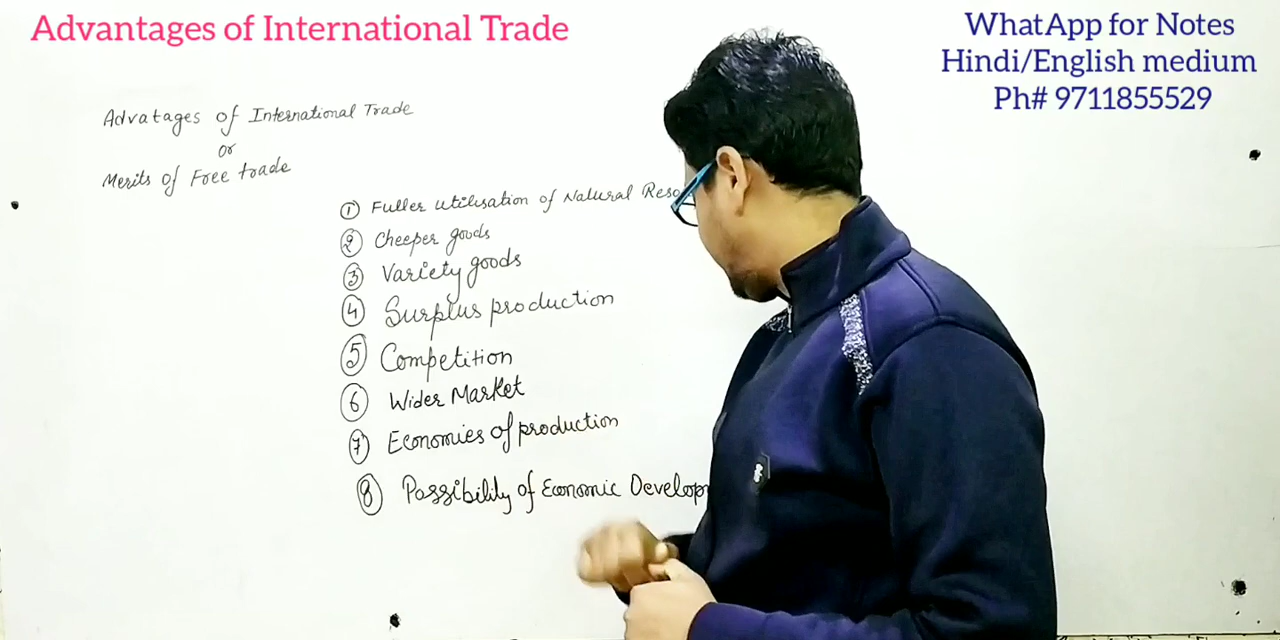 Advantages of International Trade
WhatApp for Notes
Hindi/English medium
Ph# 9711855529
Advatages of International Trade
or
Merits of Free trade
1 Fuller utilisation of Natural Reso
2 Cheeper goods
3 Variety goods
4 Surplus production
5 Competition
6 Wider Market
7 Economies of production
8 Possibility of Economic Develop